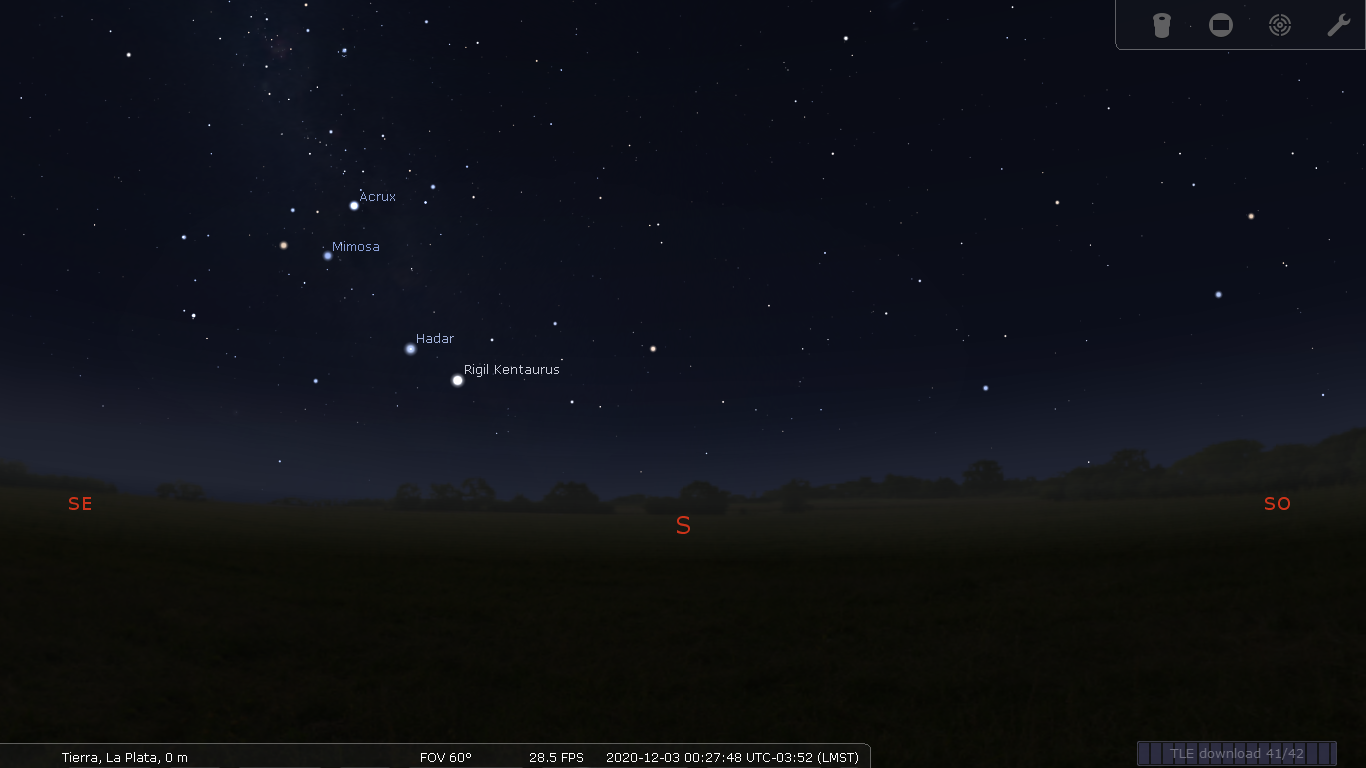 Acrux
Mimosa
Hadar
Rigil Kentaurus
SE
S
SO
Tierra, La Plata, 0 m FOV 60° 28.5 FPS 2020-12-03 00:27:48 UTC-03:52 (LMST)
TLE download 41/42